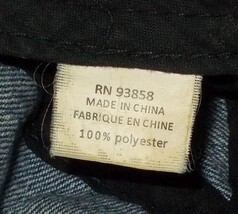 RN 93858
MADE IN CHINA
FABRIQUE EN CHINE
100% polyester